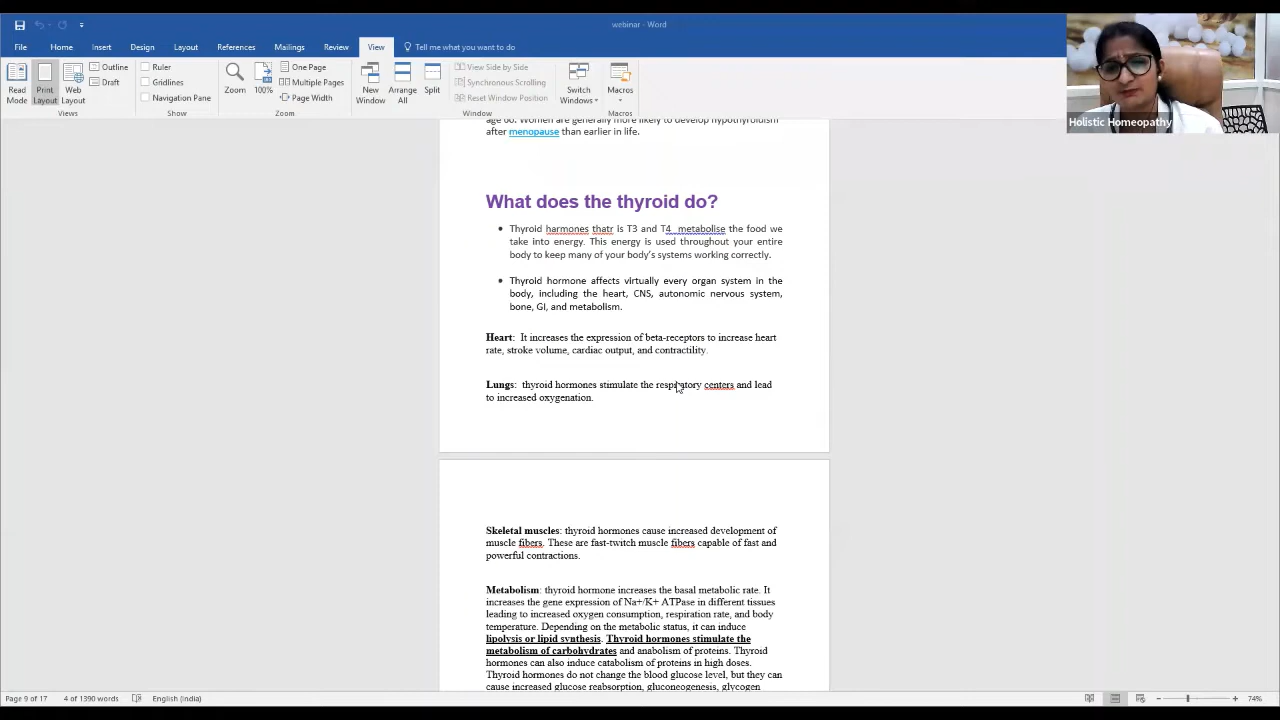 webinar - Word
File Home Insert Design Layout References Mailings Review View Tell me what you want to do
Read Mode
Print Layout
Web Layout
Outline
Draft
Views
Ruler
Gridlines
Navigation Pane
Show
Zoom
100%
One Page
Multiple Pages
Page Width
Zoom
New Window
Arrange All
Split
View Side by Side
Synchronous Scrolling
Reset Window Position
Window
Switch Windows
Macros
Macros
Holistic Homeopathy
age 60. Women are generally more likely to develop hypothyroidism
after menopause than earlier in life.
What does the thyroid do?
• Thyroid harmones thatr is T3 and T4 metabolise the food we
take into energy. This energy is used throughout your entire
body to keep many of your body's systems working correctly.
• Thyroid hormone affects virtually every organ system in the
body, including the heart, CNS, autonomic nervous system,
bone, GI, and metabolism.
Heart: It increases the expression of beta-receptors to increase heart
rate, stroke volume, cardiac output, and contractility.
Lungs: thyroid hormones stimulate the respiratory centers and lead
to increased oxygenation.
Skeletal muscles: thyroid hormones cause increased development of
muscle fibers. These are fast-twitch muscle fibers capable of fast and
powerful contractions.
Metabolism: thyroid hormone increases the basal metabolic rate. It
increases the gene expression of Na+/K+ ATPase in different tissues
leading to increased oxygen consumption, respiration rate, and body
temperature. Depending on the metabolic status, it can induce
lipolysis or lipid synthesis. Thyroid hormones stimulate the
metabolism of carbohydrates and anabolism of proteins. Thyroid
hormones can also induce catabolism of proteins in high doses.
Thyroid hormones do not change the blood glucose level, but they can
cause increased glucose reabsorption, gluconeogenesis, glycogen
Page 9 of 17 4 of 1390 words English (India) 74%